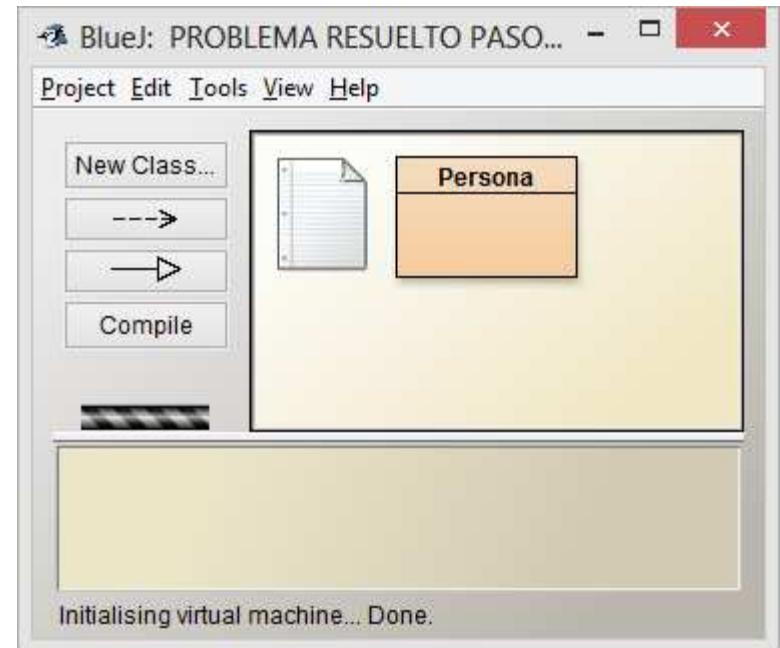 BlueJ: PROBLEMA RESUELTO PASO...
Project Edit Tools View Help
New Class...
Compile
Persona
Initialising virtual machine... Done.